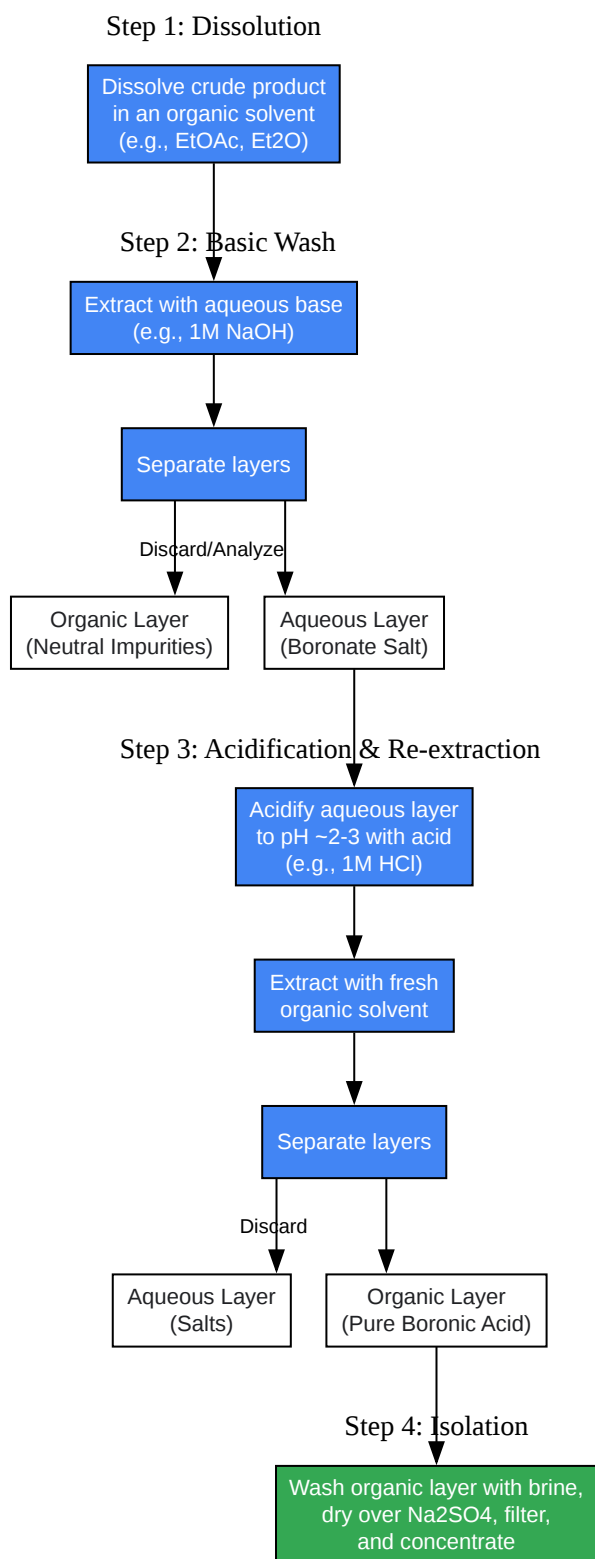 Step 1: Dissolution
Dissolve crude product
in an organic solvent
(e.g., EtOAc, Et2O)
Step 2: Basic Wash
Extract with aqueous base
(e.g., 1M NaOH)
Separate layers
Discard/Analyze
Organic Layer
(Neutral Impurities)
Aqueous Layer
(Boronate Salt)
Step 3: Acidification & Re-extraction
Acidify aqueous layer
to pH ~2-3 with acid
(e.g., 1M HCl)
Extract with fresh
organic solvent
Separate layers
Discard
Aqueous Layer
(Salts)
Organic Layer
(Pure Boronic Acid)
Step 4: Isolation
Wash organic layer with brine,
dry over Na2SO4, filter,
and concentrate